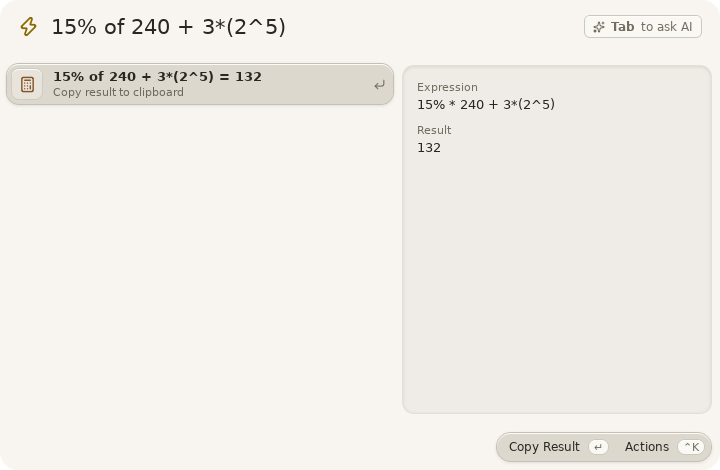 15% of 240 + 3*(2^5)
Tab to ask AI
15% of 240 + 3*(2^5) = 132
Copy result to clipboard
Expression
15% * 240 + 3*(2^5)
Result
132
Copy Result ↵ Actions ^K